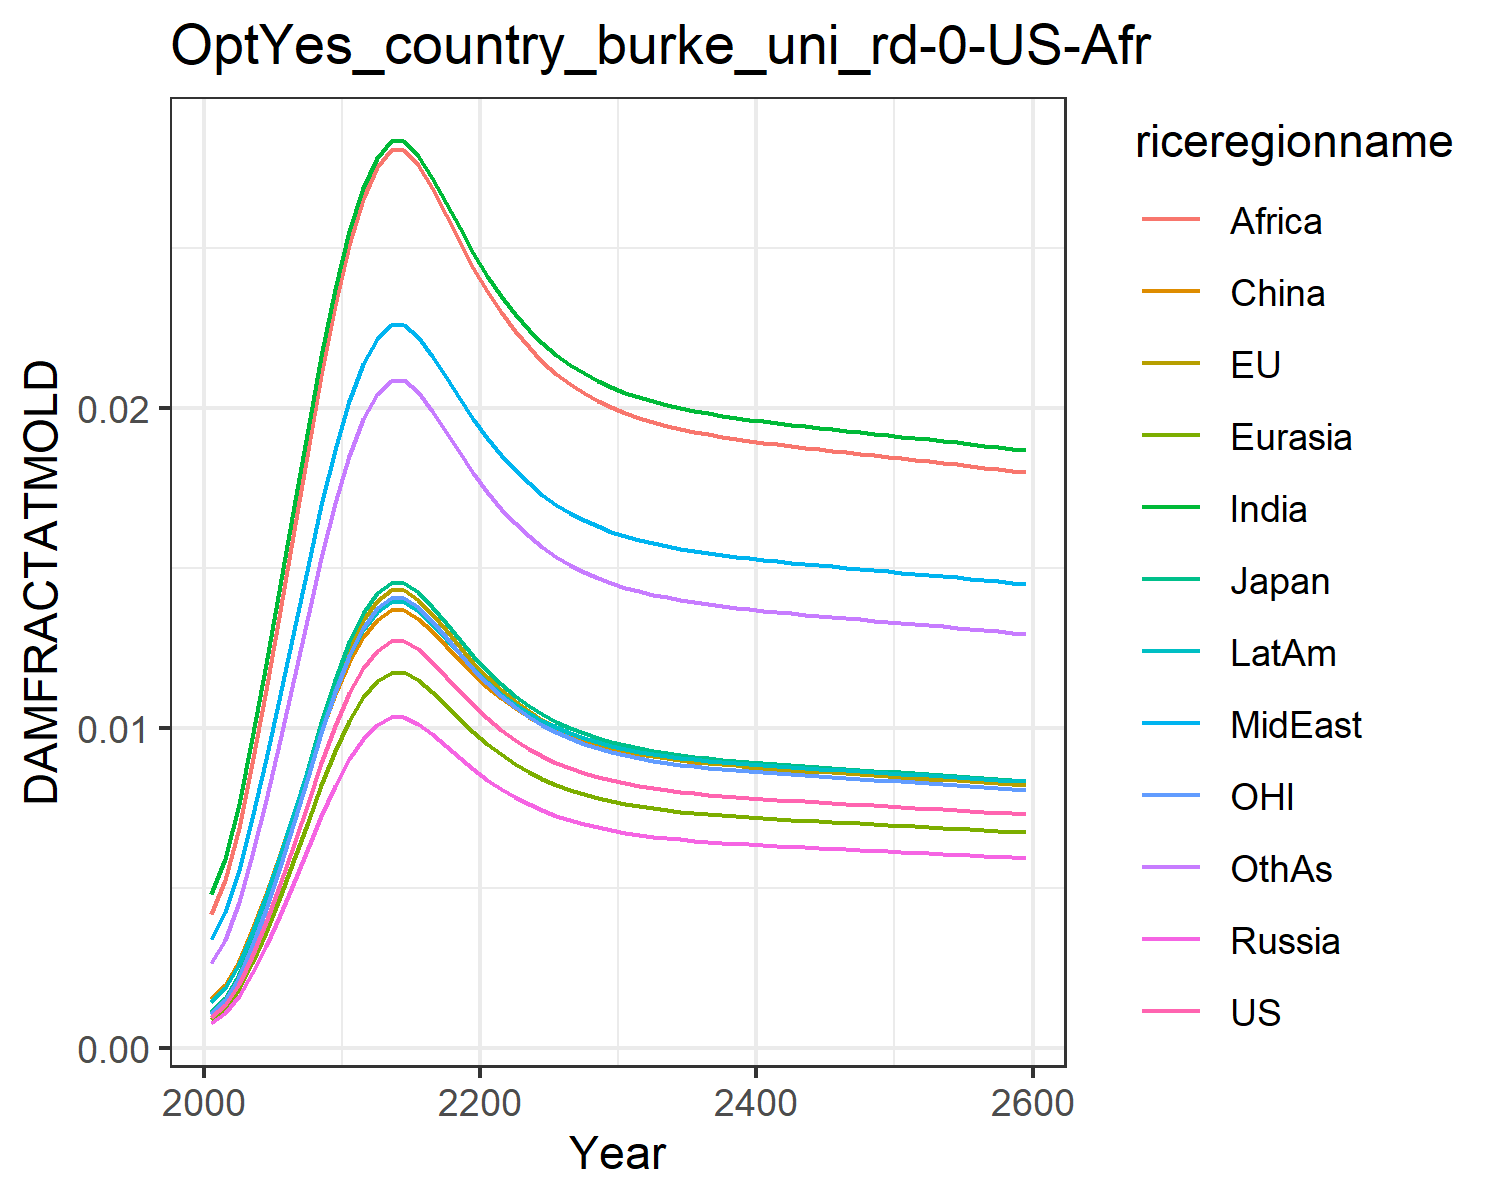 OptYes_country_burke_uni_rd-0-US-Afr
DAMFRACTATMOLD
0.02
0.01
0.00
2000 2200 2400 2600
Year
riceregionname
Africa
China
EU
Eurasia
India
Japan
LatAm
MidEast
OHI
OthAs
Russia
US